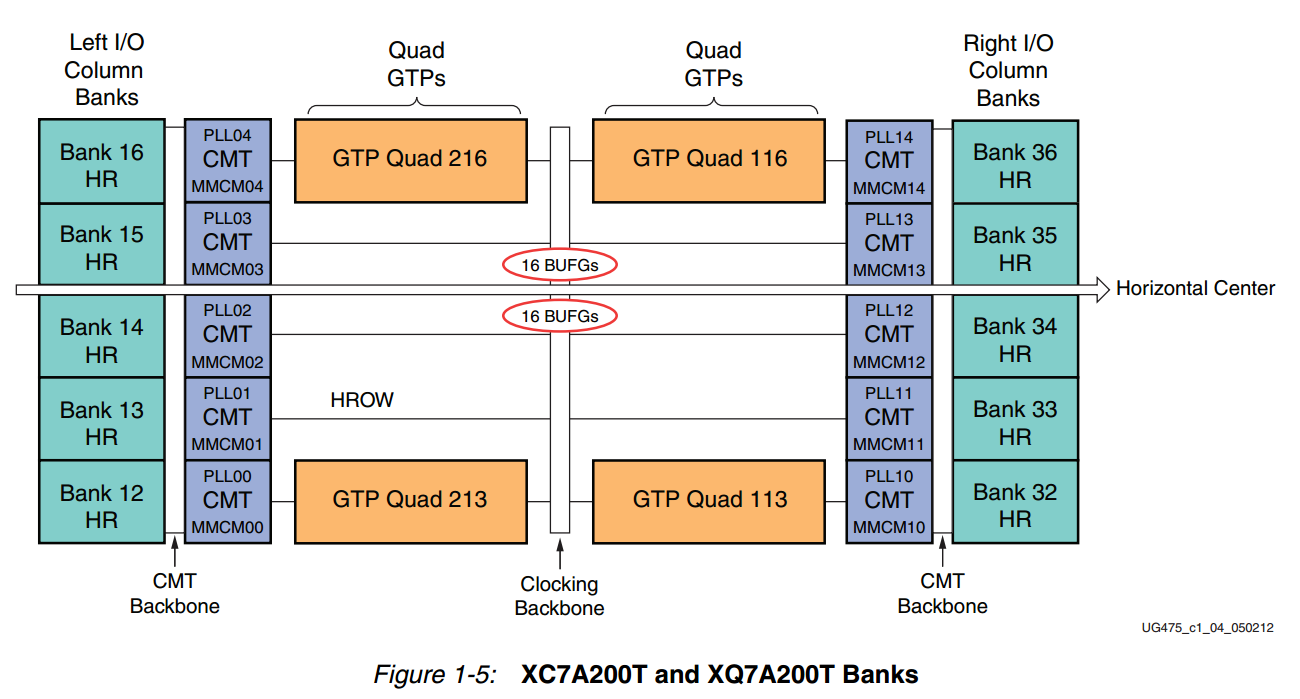 Left I/O
Column
Banks
Quad
GTPs
Quad
GTPs
Right I/O
Column
Banks
Bank 16
HR
PLL04
CMT
MMCM04
GTP Quad 216
GTP Quad 116
PLL14
CMT
MMCM14
Bank 36
HR
Bank 15
HR
PLL03
CMT
MMCM03
16 BUFGs
PLL13
CMT
MMCM13
Bank 35
HR
Horizontal Center
Bank 14
HR
PLL02
CMT
MMCM02
16 BUFGs
PLL12
CMT
MMCM12
Bank 34
HR
Bank 13
HR
PLL01
CMT
MMCM01
HROW
PLL11
CMT
MMCM11
Bank 33
HR
Bank 12
HR
PLL00
CMT
MMCM00
GTP Quad 213
GTP Quad 113
PLL10
CMT
MMCM10
Bank 32
HR
CMT
Backbone
Clocking
Backbone
CMT
Backbone
UG475_c1_04_050212
Figure 1-5: XC7A200T and XQ7A200T Banks